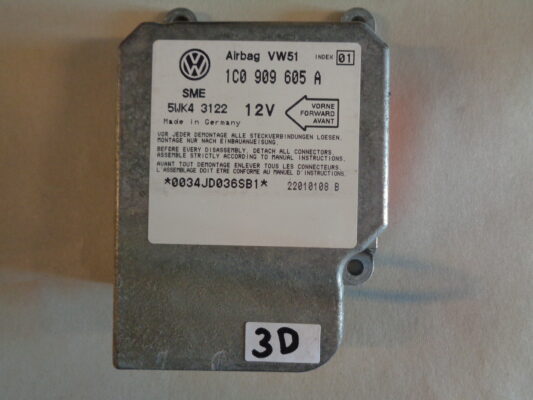 Airbag VW51 INDEX 01
1C0 909 605 A
SME
5WK4 3122 12V
Made in Germany
VORNE
FORWARD
AVANT
VOR JEDER DEMONTAGE ALLE STECKVERBINDUNGEN LOESEN.
MONTAGE NUR NACH EINBAUANWEISUNG.
BEFORE EVERY DISASSEMBLY, DETACH ALL CONNECTORS.
ASSEMBLE STRICTLY ACCORDING TO MANUAL INSTRUCTIONS.
AVANT TOUT DEMONTAGE ENLEVER TOUS LES CONNECTEURS.
L'ASSEMBLAGE DOIT ETRE CONFORME AU MANUEL D'INSTRUCTIONS.
*0034JD036SB1* 22010108 B
3D